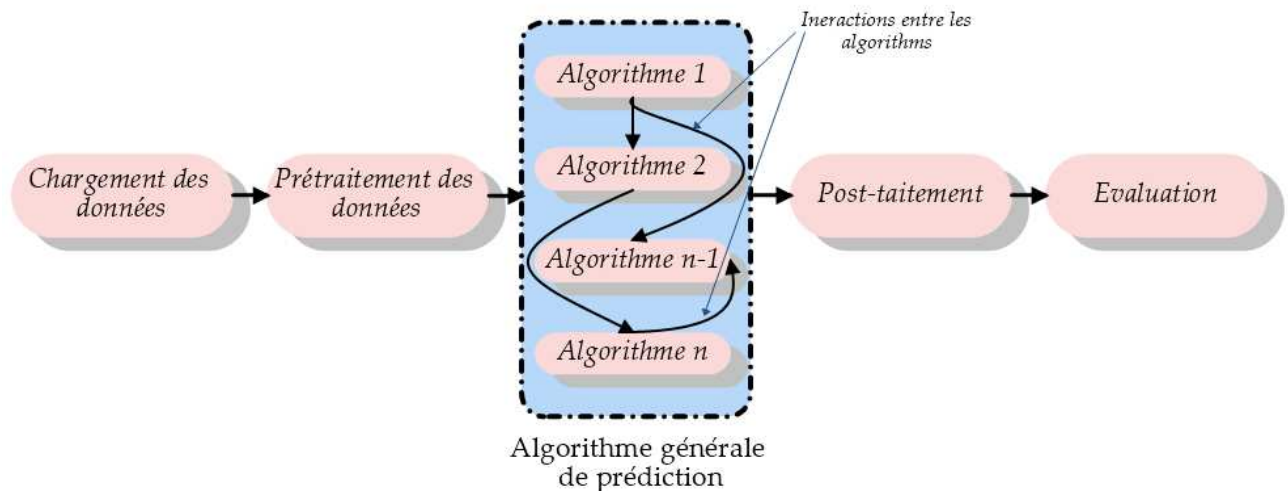 Ineractions entre les
algorithms
Algorithme 1
Algorithme 2
Chargement des
données
Prétraitement des
données
Post-taitement
Evaluation
Algorithme n-1
Algorithme n
Algorithme générale
de prédiction